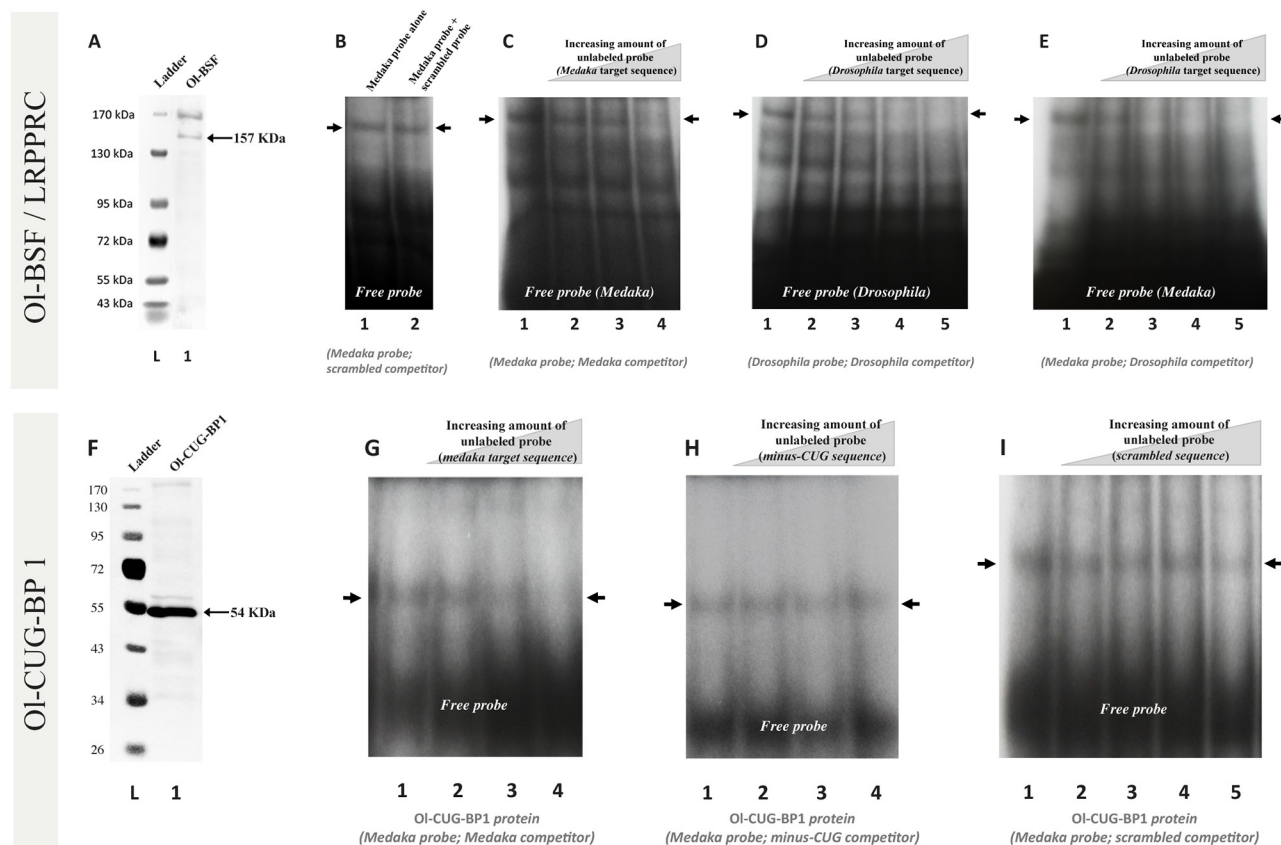 Ol-BSF / LRPPRC
A
Ladder
Ol-BSF
170 kDa
130 kDa
95 kDa
72 kDa
55 kDa
43 kDa
157 KDa
L
1
B
Medaka probe alone
Medaka probe +
scrambled probe
Free probe
1
2
(Medaka probe;
scrambled competitor)
C
Increasing amount of
unlabeled probe
(Medaka target sequence)
Free probe (Medaka)
1
2
3
4
(Medaka probe; Medaka competitor)
D
Increasing amount of
unlabeled probe
(Drosophila target sequence)
Free probe (Drosophila)
1
2
3
4
5
(Drosophila probe; Drosophila competitor)
E
Increasing amount of
unlabeled probe
(Drosophila target sequence)
Free probe (Medaka)
1
2
3
4
5
(Medaka probe; Drosophila competitor)
Ol-CUG-BP 1
F
Ladder
Ol-CUG-BP1
170
130
95
72
55
43
34
26
54 KDa
L
1
G
Increasing amount of
unlabeled probe
(medaka target sequence)
Free probe
1
2
3
4
Ol-CUG-BP1 protein
(Medaka probe; Medaka competitor)
H
Increasing amount of
unlabeled probe
(minus-CUG sequence)
Free probe
1
2
3
4
Ol-CUG-BP1 protein
(Medaka probe; minus-CUG competitor)
I
Increasing amount of
unlabeled probe
(scrambled sequence)
Free probe
1
2
3
4
5
Ol-CUG-BP1 protein
(Medaka probe; scrambled competitor)